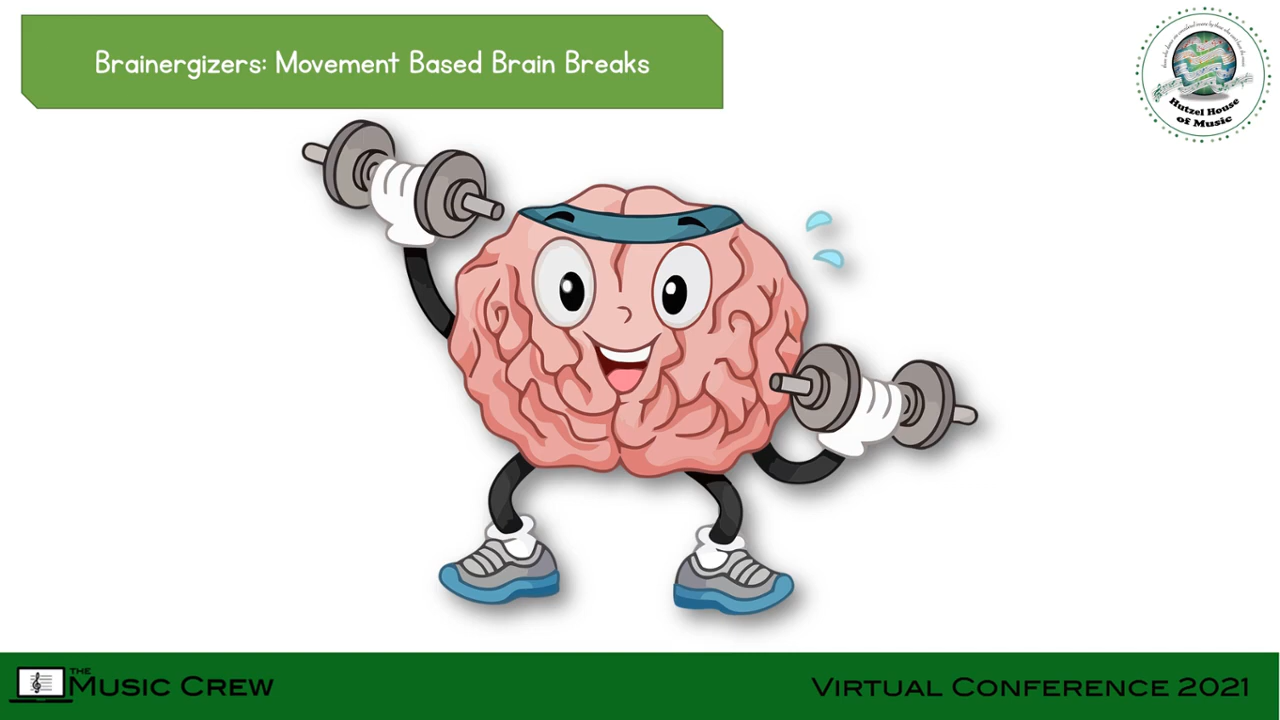 Brainergizers: Movement Based Brain Breaks
Hutzel House
of Music
THE
MUSIC CREW
VIRTUAL CONFERENCE 2021